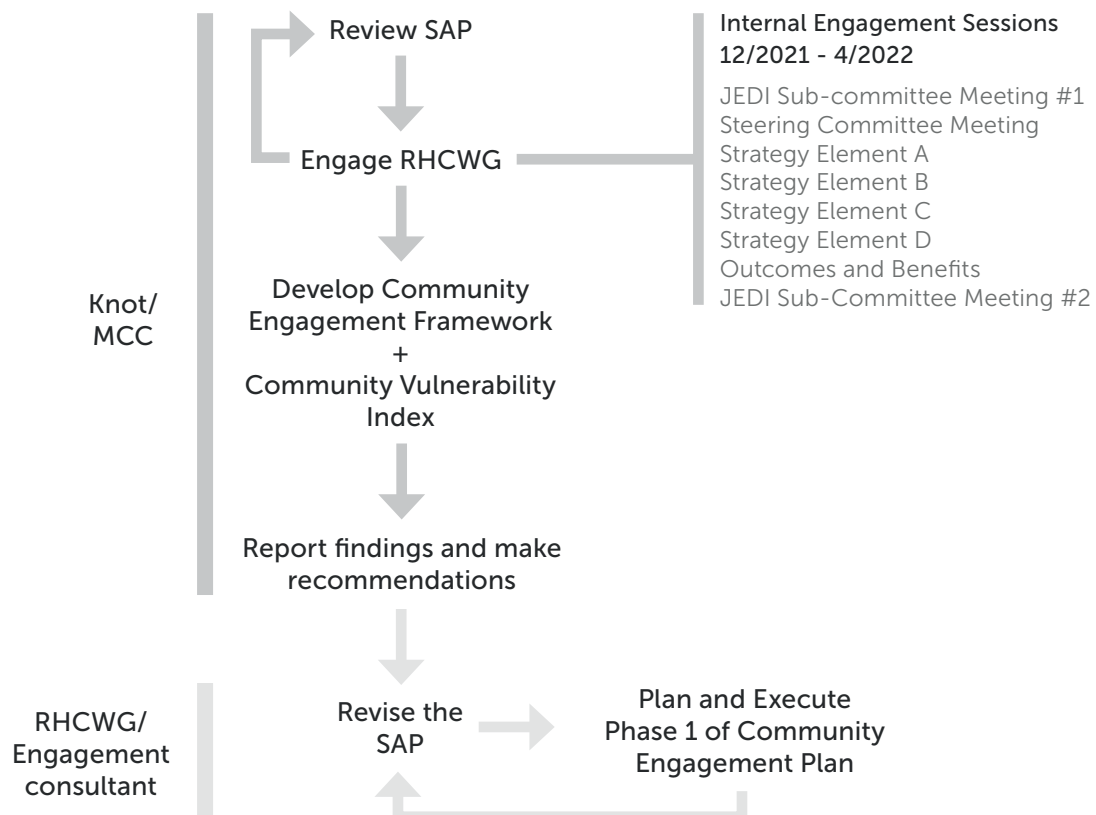 Review SAP
Engage RHCWG
Internal Engagement Sessions
12/2021 - 4/2022
JEDI Sub-committee Meeting #1
Steering Committee Meeting
Strategy Element A
Strategy Element B
Strategy Element C
Strategy Element D
Outcomes and Benefits
JEDI Sub-Committee Meeting #2
Knot/
MCC
Develop Community
Engagement Framework
+
Community Vulnerability
Index
Report findings and make
recommendations
RHCWG/
Engagement
consultant
Revise the
SAP
Plan and Execute
Phase 1 of Community
Engagement Plan